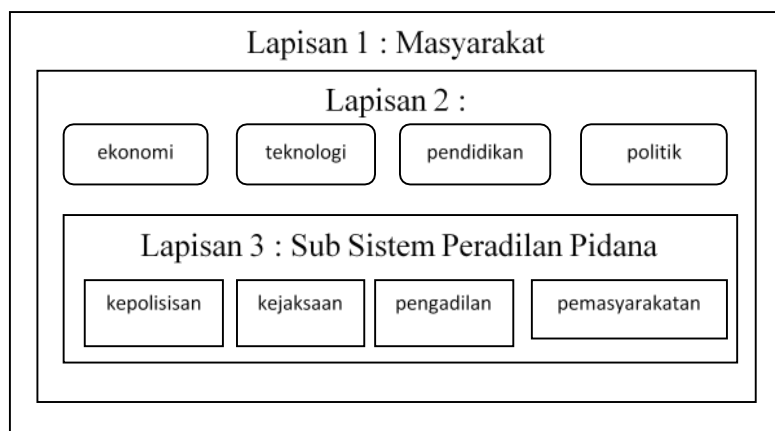 Lapisan 1 : Masyarakat
Lapisan 2 :
ekonomi teknologi pendidikan politik
Lapisan 3 : Sub Sistem Peradilan Pidana
kepolisisan kejaksaan pengadilan pemasyarakatan